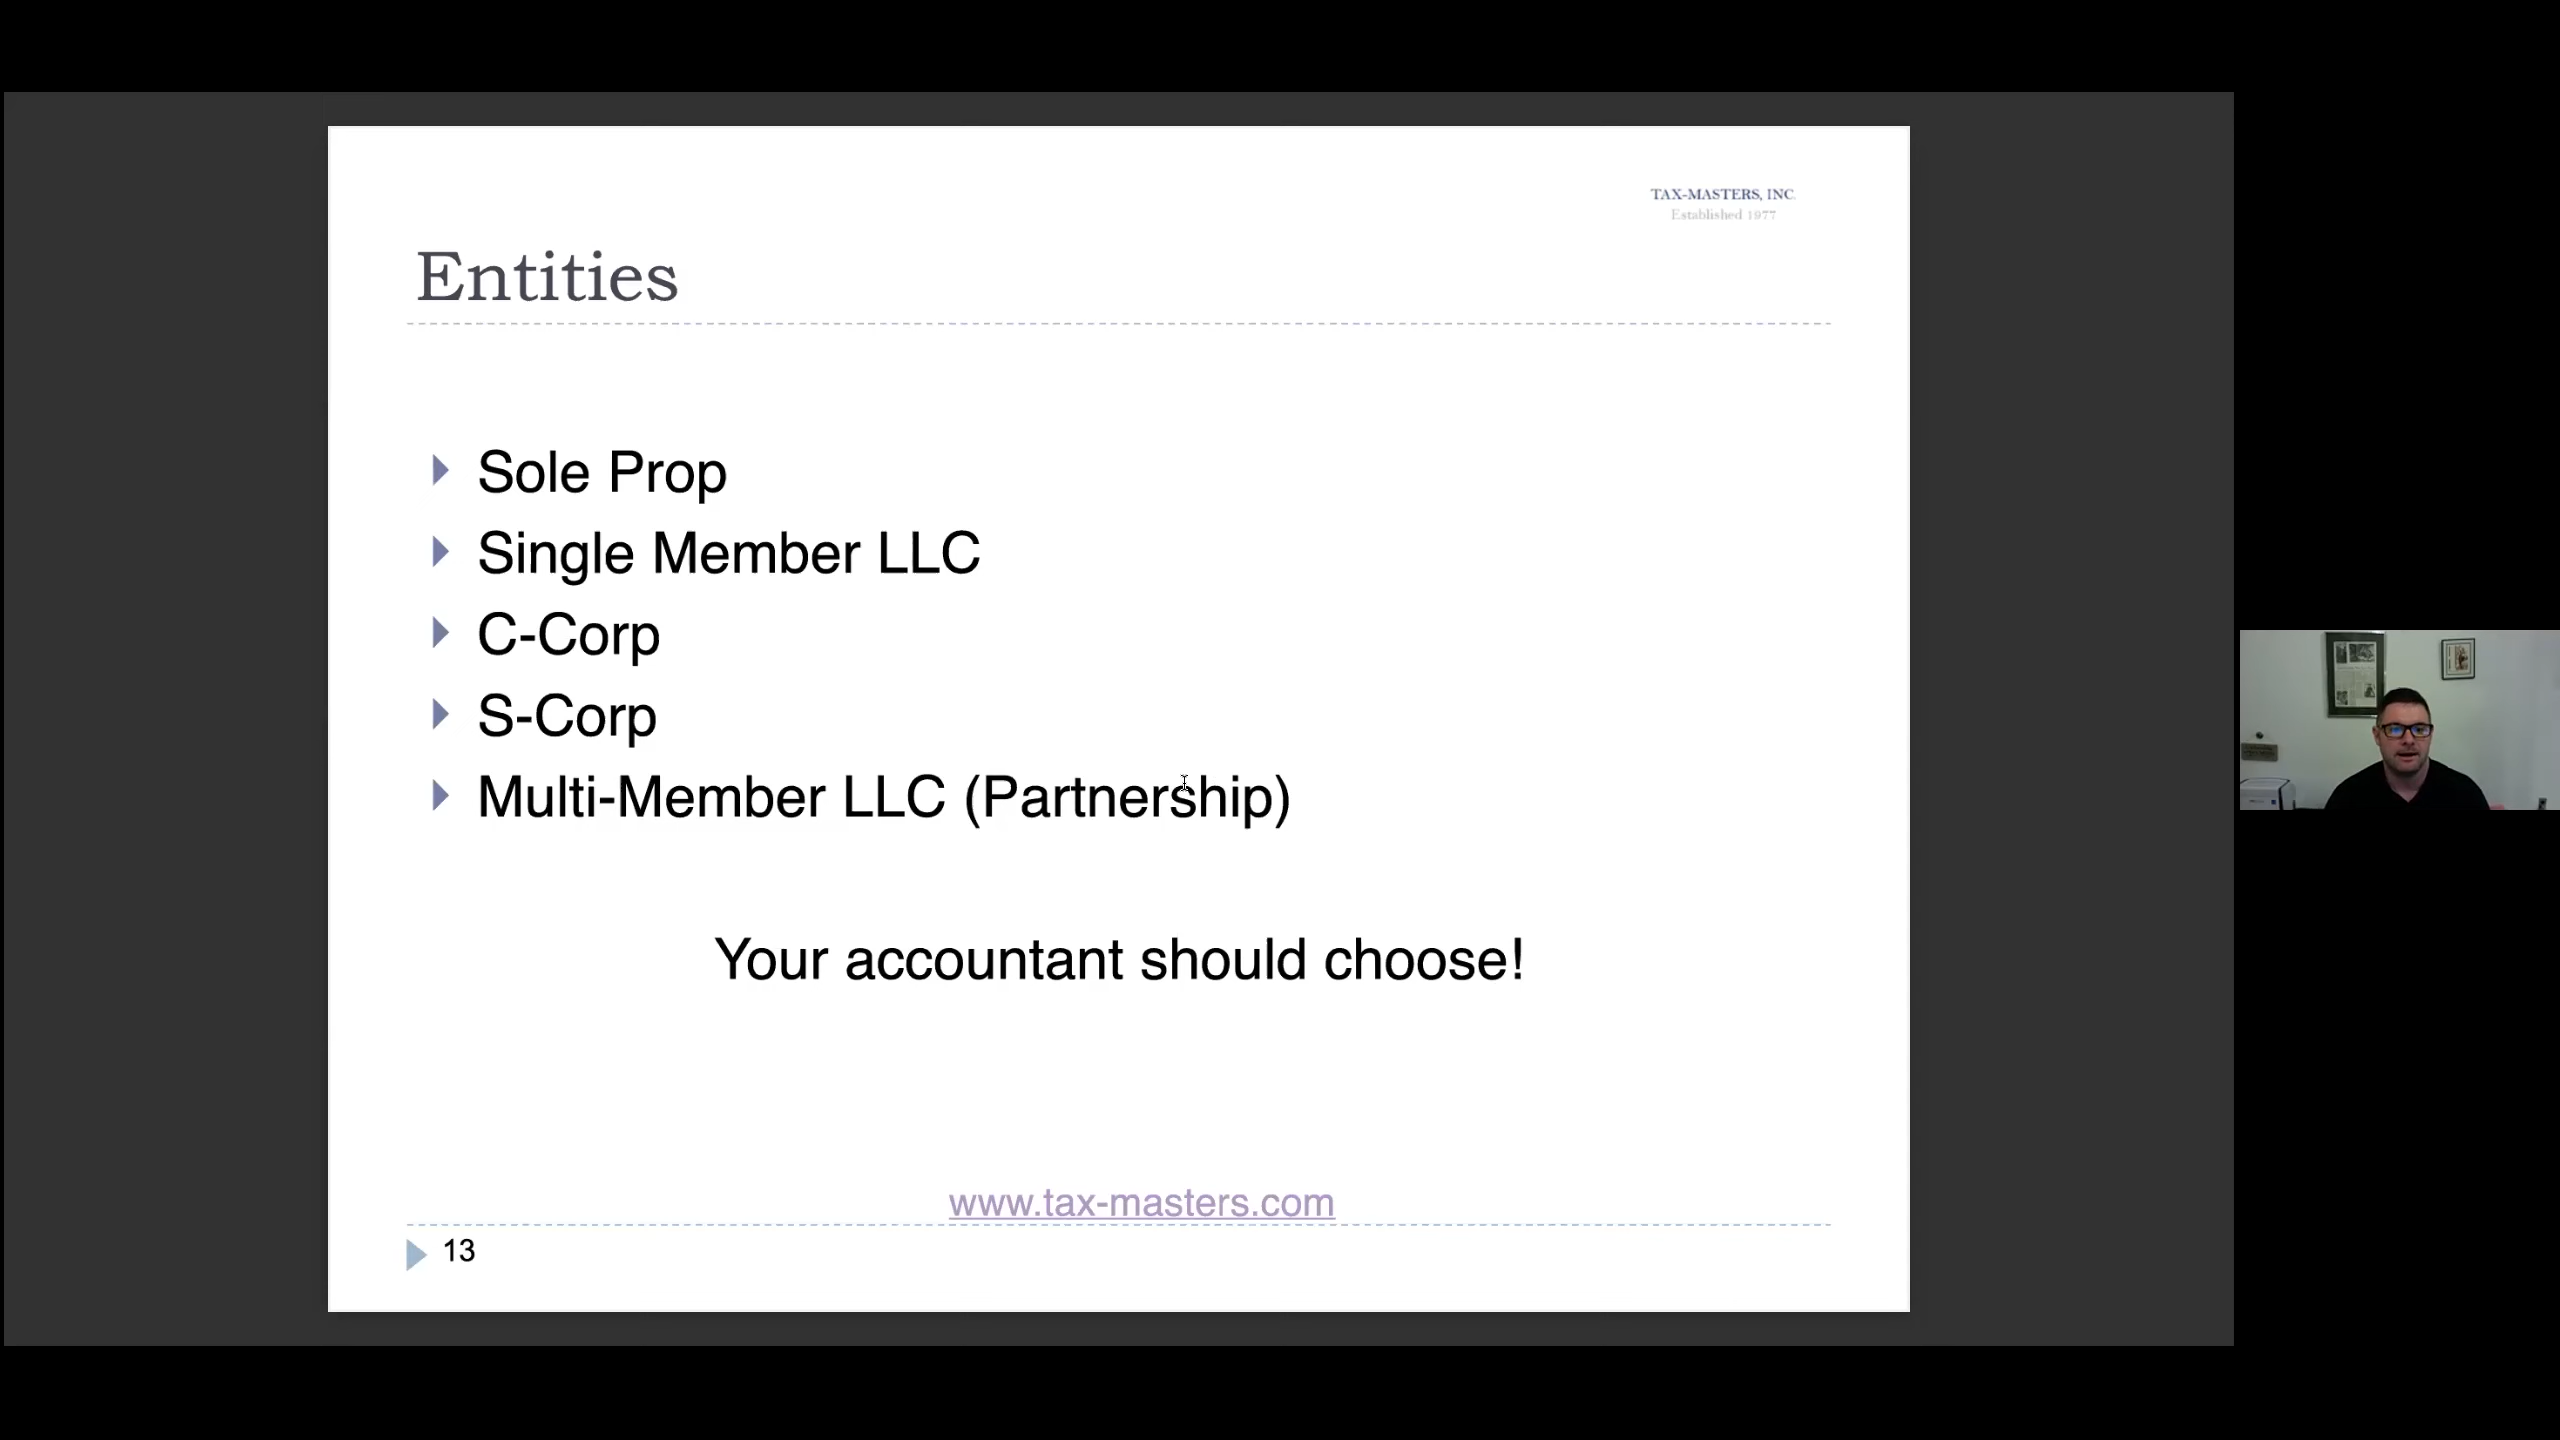 TAX-MASTERS, INC.
Established 1977
Entities
Sole Prop
Single Member LLC
C-Corp
S-Corp
Multi-Member LLC (Partnership)
Your accountant should choose!
www.tax-masters.com
13